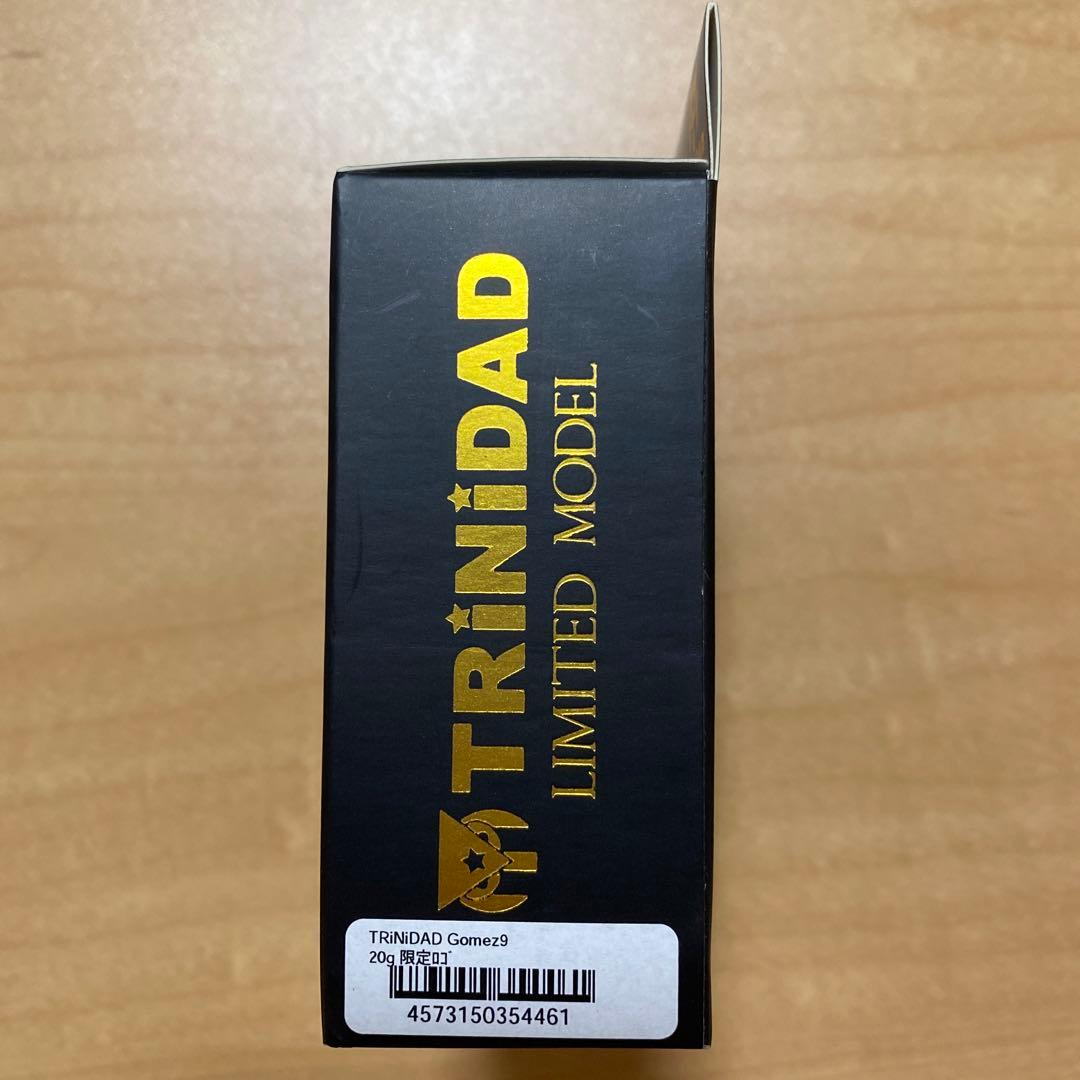 TRiNiDAD
LIMITED MODEL
TRiNiDAD Gomez9
20g 限定ﾛｺﾞ
4573150354461